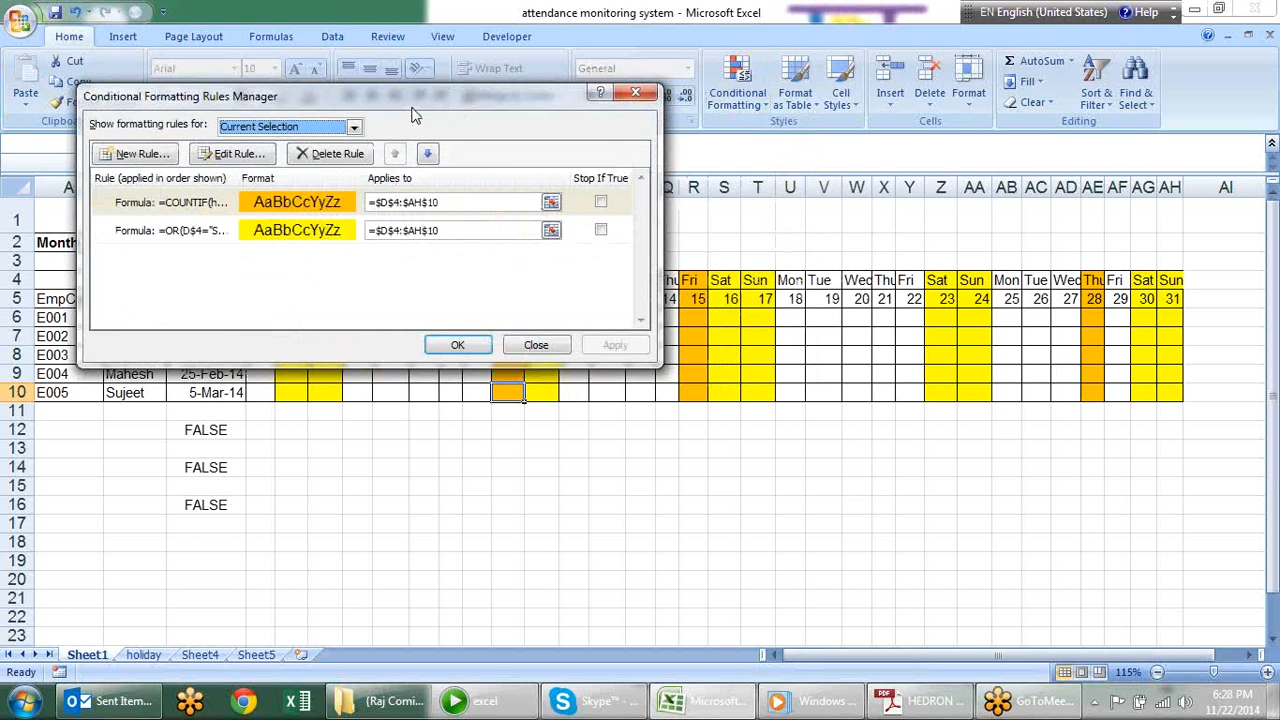 attendance monitoring system - Microsoft Excel
EN English (United States)
Help
Home Insert Page Layout Formulas Data Review View Developer
Cut
Paste
Arial 10
Wrap Text
General
Conditional Formatting
Format as Table
Cell Styles
Styles
Insert Delete Format
Cells
AutoSum
Fill
Clear
Sort & Filter
Find & Select
Editing
Conditional Formatting Rules Manager
Show formatting rules for: Current Selection
New Rule... Edit Rule... Delete Rule
Rule (applied in order shown) Format Applies to Stop If True
Formula: =COUNTIF(h... AaBbCcYyZz =$D$4:$AH$10
Formula: =OR(D$4="S... AaBbCcYyZz =$D$4:$AH$10
OK Close Apply
R S T U V W X Y Z AA AB AC AD AE AF AG AH AI
1
2 Month
3
4 Fri Sat Sun Mon Tue Wed Thu Fri Sat Sun Mon Tue Wed Thu Fri Sat Sun
5 EmpC 14 15 16 17 18 19 20 21 22 23 24 25 26 27 28 29 30 31
6 E001
7 E002
8 E003
9 E004 Mahesh 25-Feb-14
10 E005 Sujeet 5-Mar-14
11
12 FALSE
13
14 FALSE
15
16 FALSE
17
18
19
20
21
22
23
Sheet1 holiday Sheet4 Sheet5
Ready 115%
Sent Item... (Raj Comi... excel Skype™ - ... Microsof... Windows ... HEDRON ... GoToMee...
6:28 PM
11/22/2014